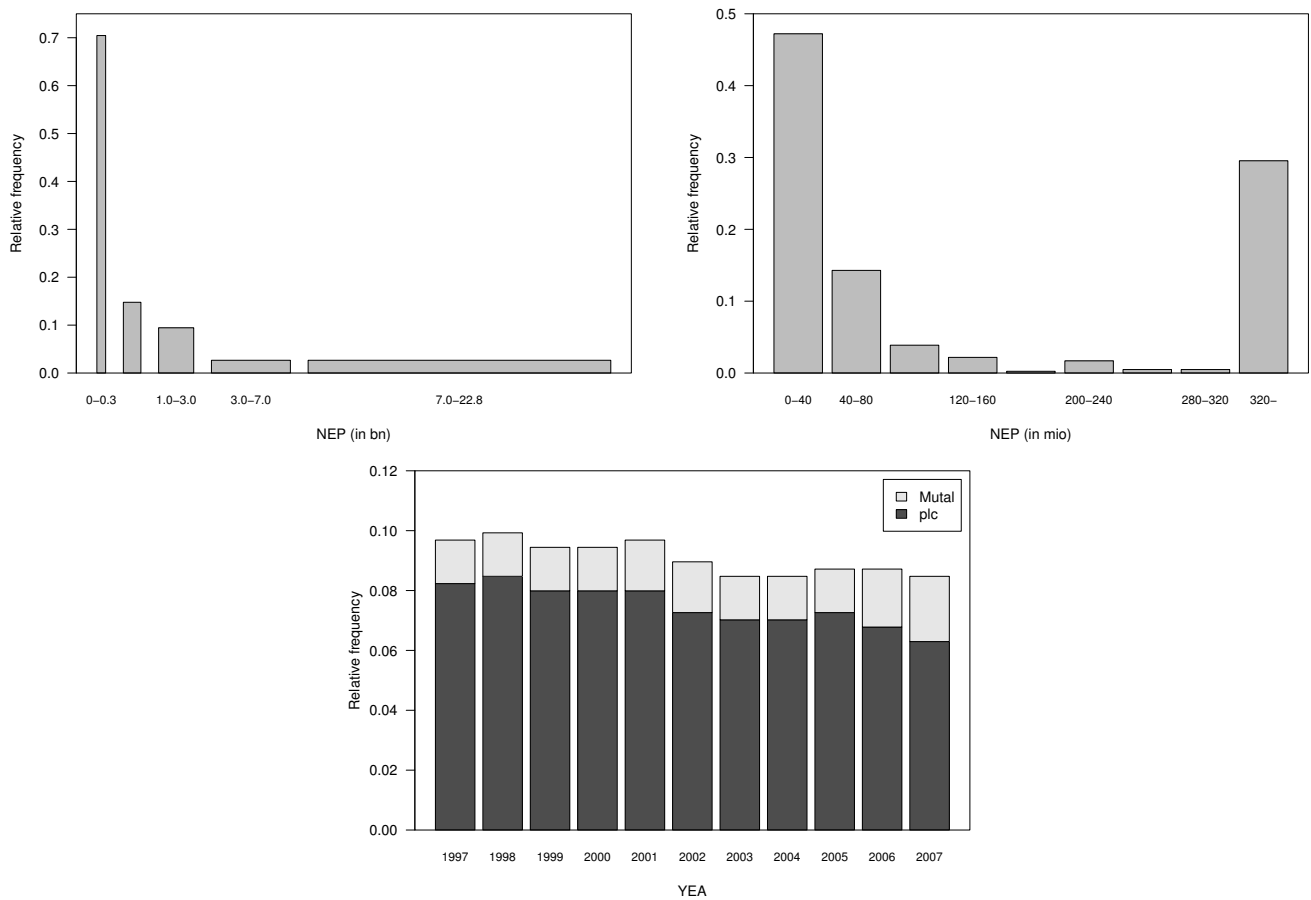 0.7
0.6
0.5
0.4
0.3
0.2
0.1
0.0
Relative frequency
0–0.3 1.0–3.0 3.0–7.0 7.0–22.8
NEP (in bn)
0.5
0.4
0.3
0.2
0.1
0.0
Relative frequency
0–40 40–80 120–160 200–240 280–320 320–
NEP (in mio)
0.12
0.10
0.08
0.06
0.04
0.02
0.00
Relative frequency
Mutal
plc
1997 1998 1999 2000 2001 2002 2003 2004 2005 2006 2007
YEA